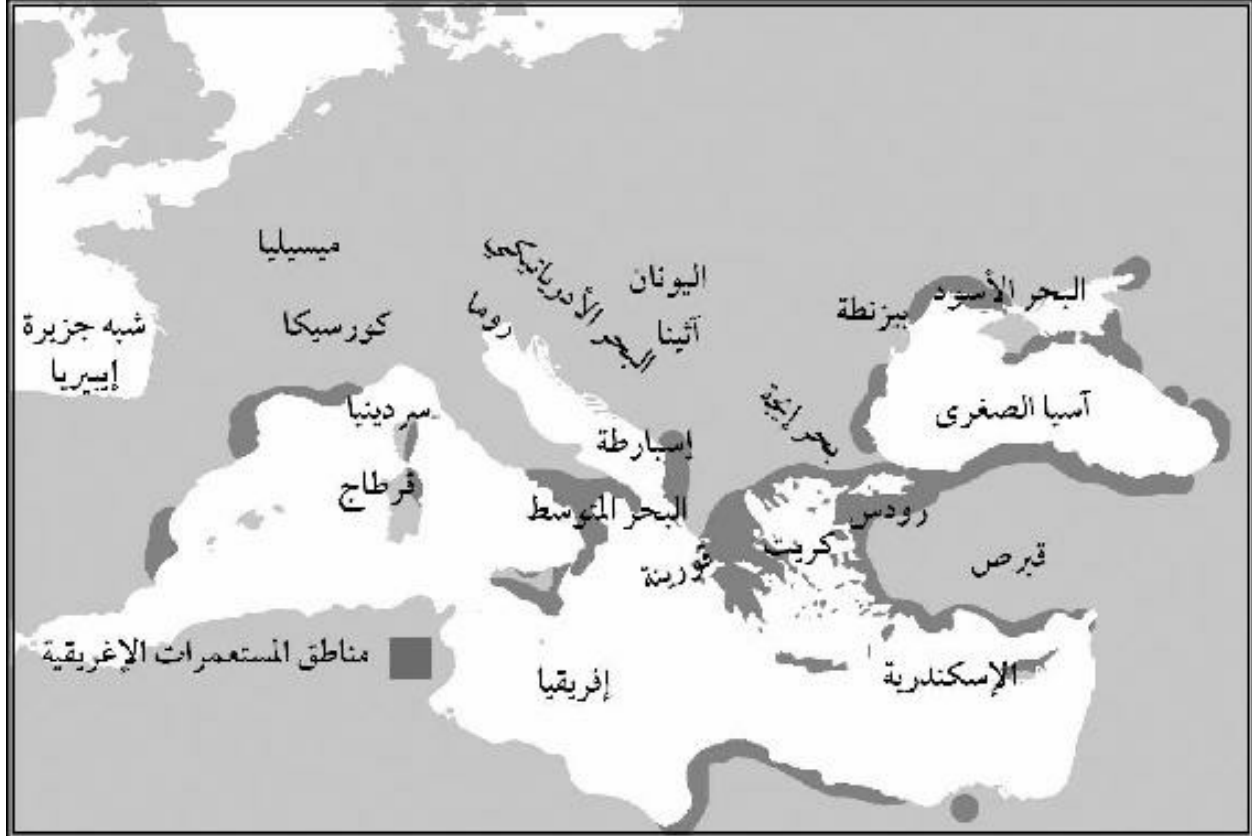 ميسيليا
البحر الأدرياتيكي
اليونان
البحر الأسود
بيزنطة
شبه جزيرة
إيبيريا
كورسيكا
روما
آثينا
سردينيا
بحر إيجة
آسيا الصغرى
إسبارطة
قرطاج
البحر المتوسط
رودس
قورينة
كريت
قبرص
مناطق المستعمرات الإغريقية
إفريقيا
الإسكندرية